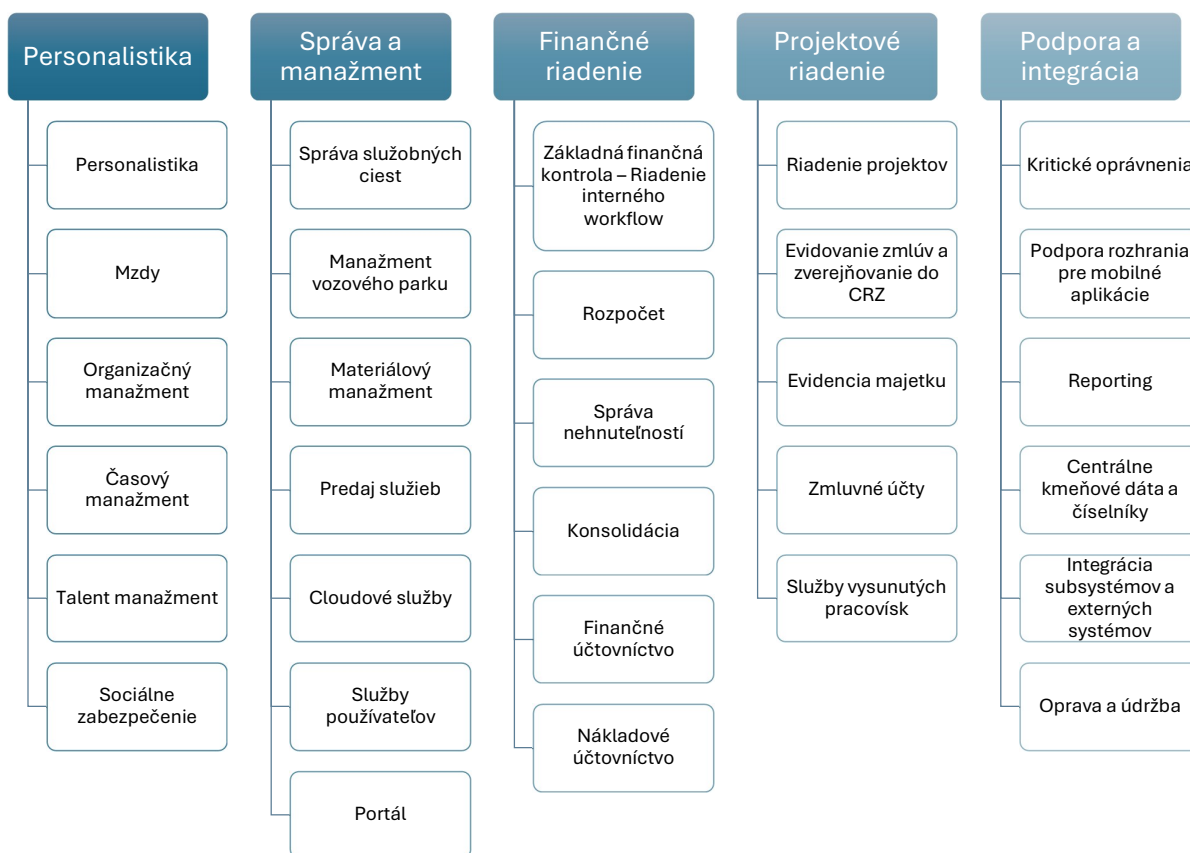 Personalistika
Personalistika
Mzdy
Organizačný
manažment
Časový
manažment
Talent manažment
Sociálne
zabezpečenie
Správa a
manažment
Správa služobných
ciest
Manažment
vozového parku
Materiálový
manažment
Predaj služieb
Cloudové služby
Služby
používateľov
Portál
Finančné
riadenie
Základná finančná
kontrola – Riadenie
interného
workflow
Rozpočet
Správa
nehnuteľností
Konsolidácia
Finančné
účtovníctvo
Nákladové
účtovníctvo
Projektové
riadenie
Riadenie projektov
Evidovanie zmlúv a
zverejňovanie do
CRZ
Evidencia majetku
Zmluvné účty
Služby vysunutých
pracovísk
Podpora a
integrácia
Kritické oprávnenia
Podpora rozhrania
pre mobilné
aplikácie
Reporting
Centrálne
kmeňové dáta a
číselníky
Integrácia
subsystémov a
externých
systémov
Oprava a údržba